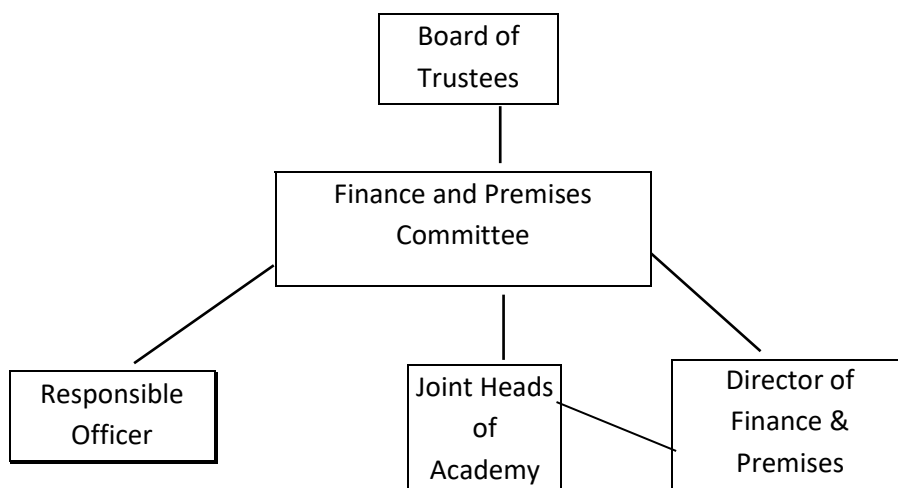 Board of
Trustees
Finance and Premises
Committee
Responsible
Officer
Joint Heads
of
Academy
Director of
Finance &
Premises